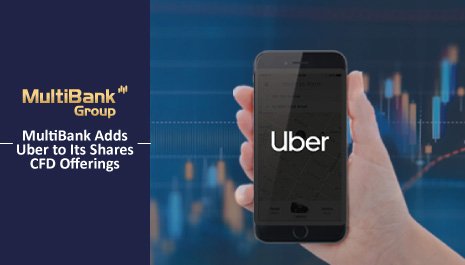 MultiBank
Group
MultiBank Adds
Uber to Its Shares
CFD Offerings
Uber